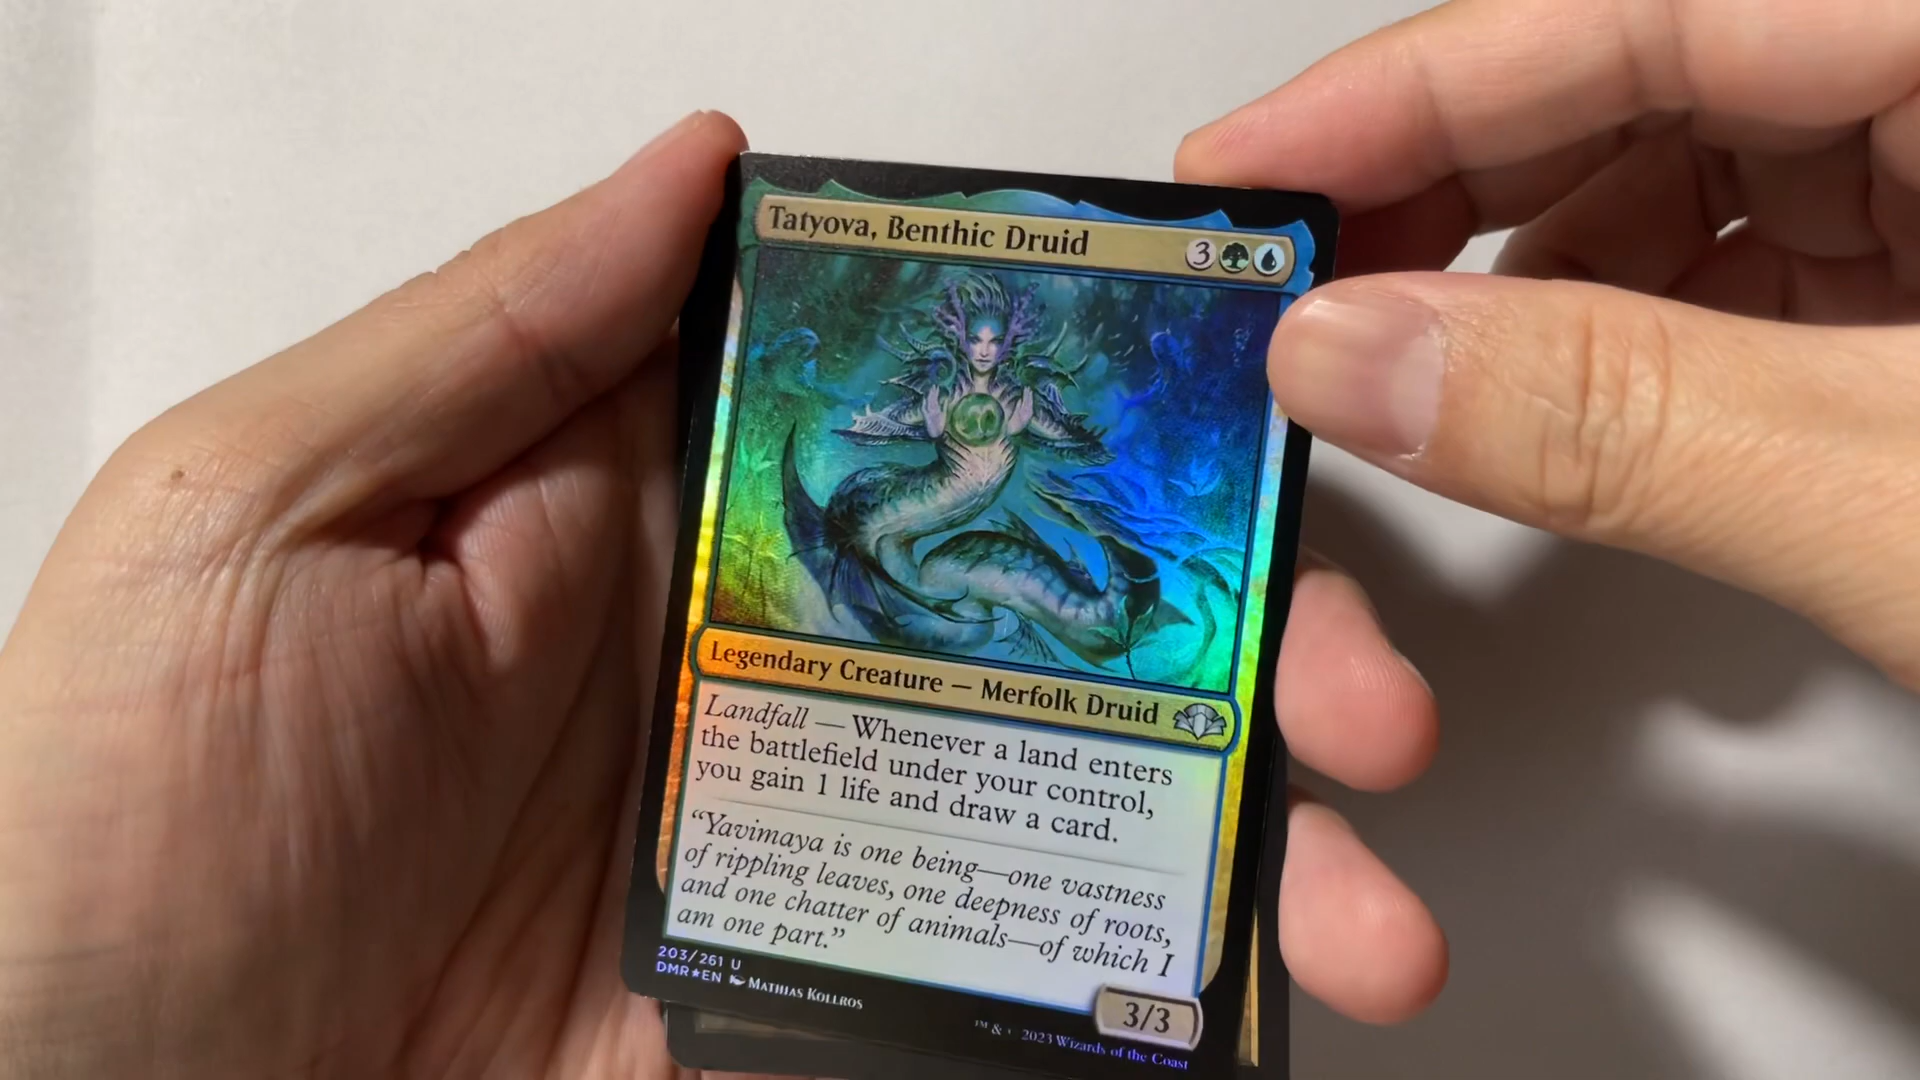 Tatyova, Benthic Druid
3
Legendary Creature — Merfolk Druid
Landfall — Whenever a land enters
the battlefield under your control,
you gain 1 life and draw a card.
“Yavimaya is one being—one vastness
of rippling leaves, one deepness of roots,
and one chatter of animals—of which I
am one part.”
203/261 U
DMR★EN Mathias Kollros
3/3
™ & 2023 Wizards of the Coast